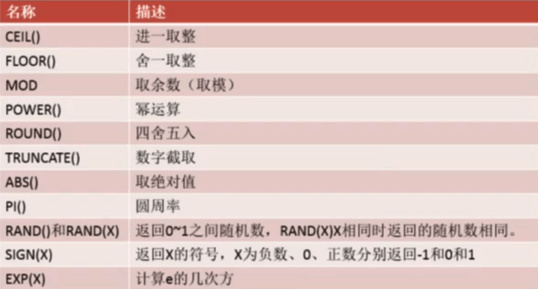 名称 描述
CEIL() 进一取整
FLOOR() 舍一取整
MOD 取余数（取模）
POWER() 幂运算
ROUND() 四舍五入
TRUNCATE() 数字截取
ABS() 取绝对值
PI() 圆周率
RAND()和RAND(X) 返回0~1之间随机数，RAND(X)X相同时返回的随机数相同。
SIGN(X) 返回X的符号，X为负数、0、正数分别返回-1和0和1
EXP(X) 计算e的几次方